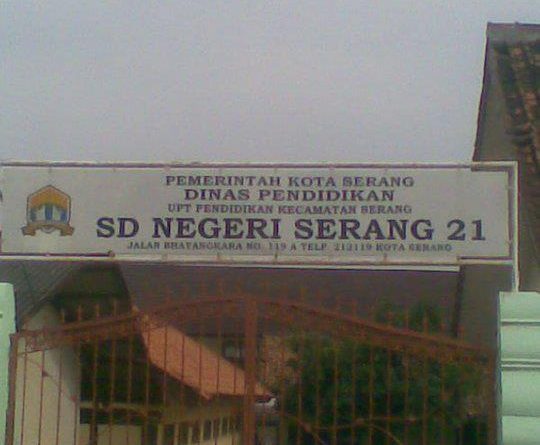 PEMERINTAH KOTA SERANG
DINAS PENDIDIKAN
UPT PENDIDIKAN KECAMATAN SERANG
SD NEGERI SERANG 21
JALAN BHAYANGKARA NO. 119 A TELP. 212119 KOTA SERANG